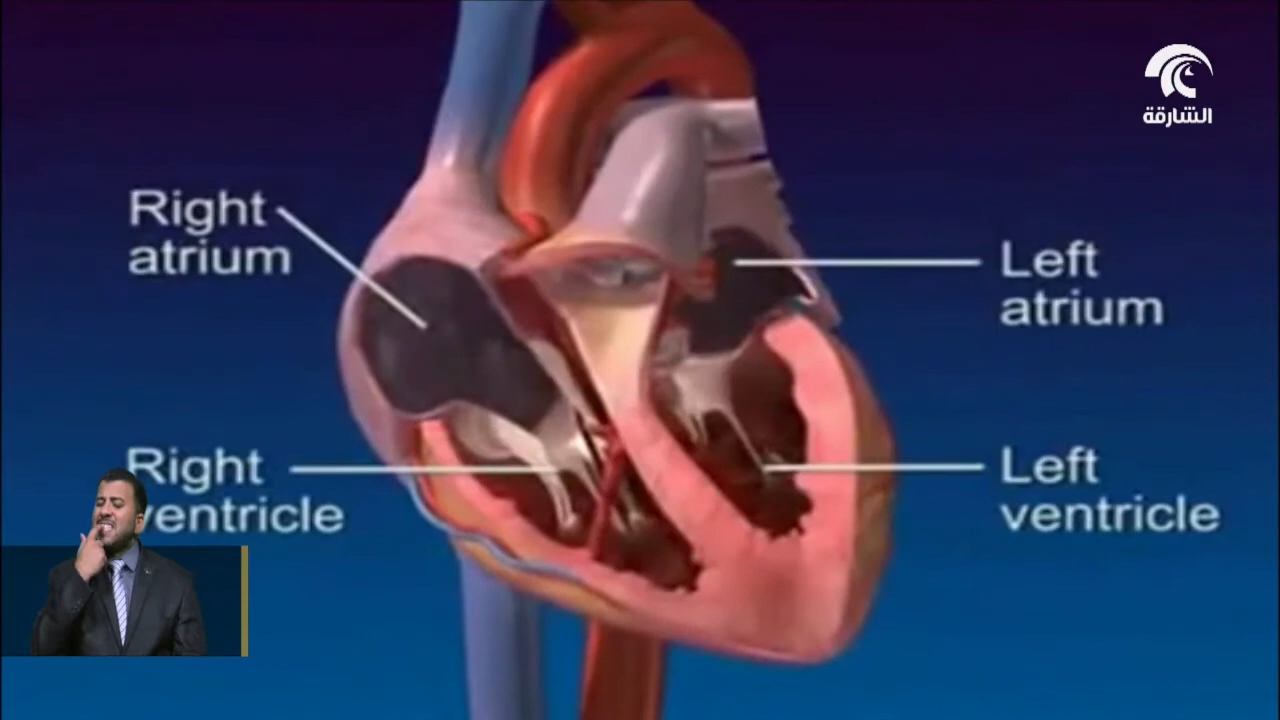 الشارقة
Right
atrium
Left
atrium
Right
ventricle
Left
ventricle